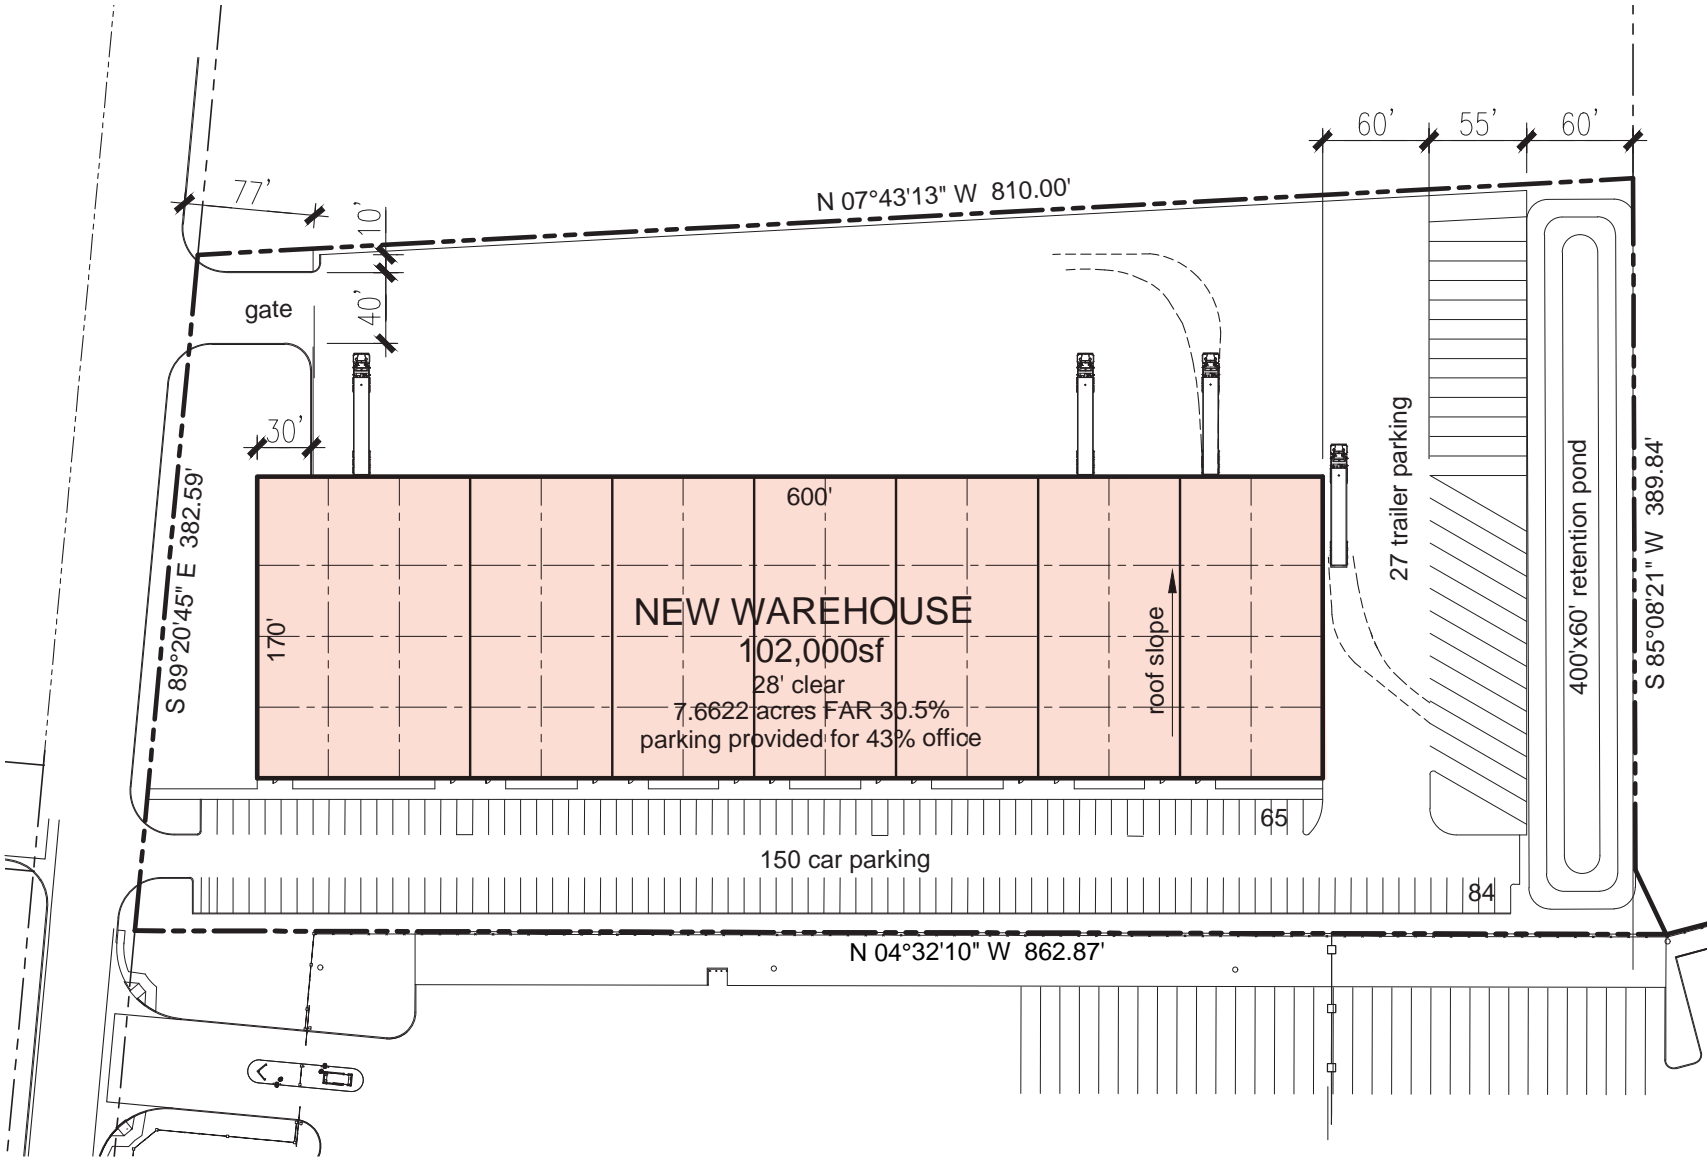 60'
55'
60'
77'
10'
N 07°43'13" W 810.00'
40'
gate
30'
S 89°20'45" E 382.59'
600'
170'
NEW WAREHOUSE
102,000sf
28' clear
7.6622 acres FAR 30.5%
parking provided for 43% office
roof slope
27 trailer parking
400'x60' retention pond
S 85°08'21" W 389.84'
65
150 car parking
84
N 04°32'10" W 862.87'